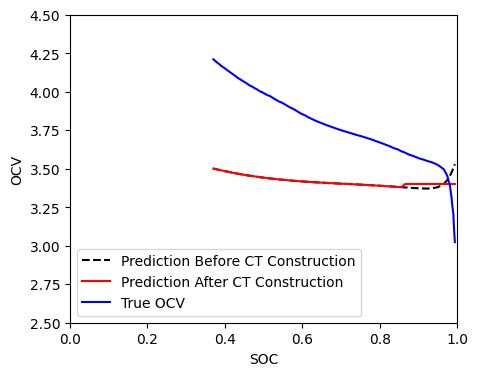 4.50
4.25
4.00
3.75
3.50
3.25
3.00
2.75
2.50
OCV
Prediction Before CT Construction
Prediction After CT Construction
True OCV
0.0 0.2 0.4 0.6 0.8 1.0
SOC